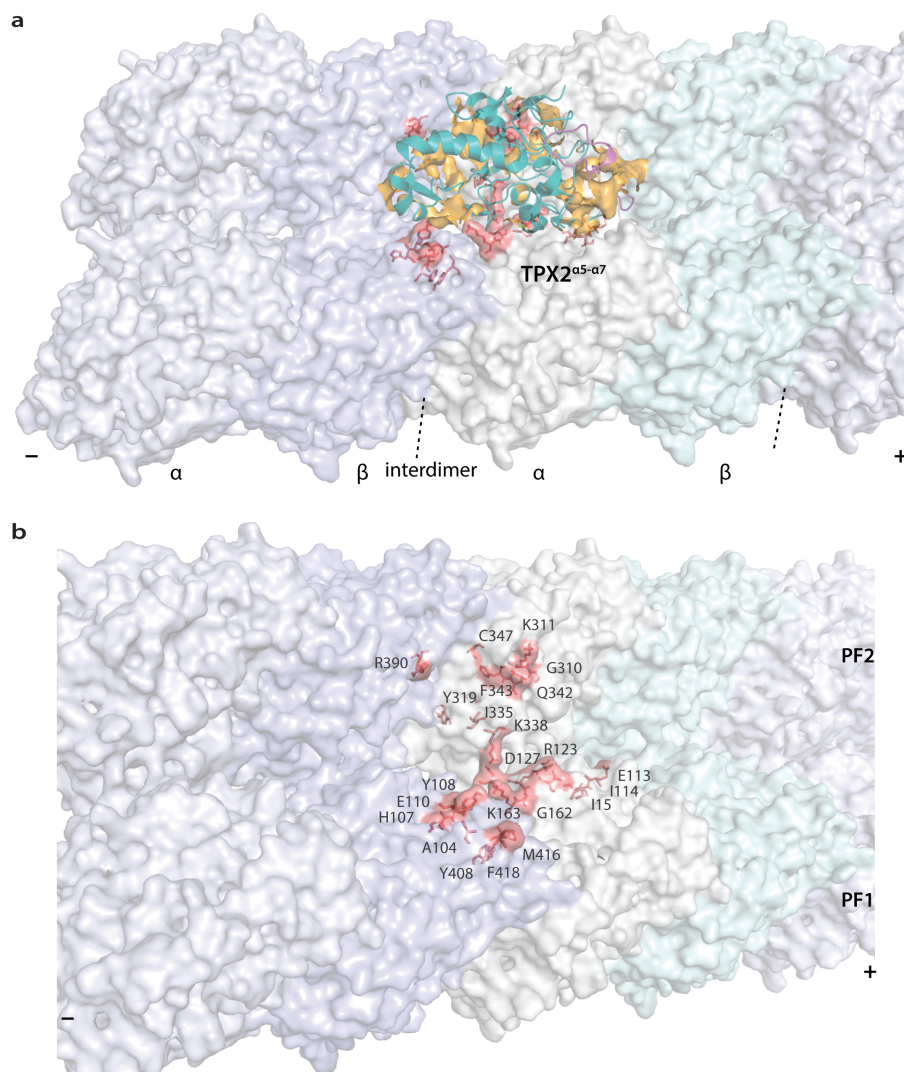 a
TPX2α5-α7
– α β interdimer α β +
b
K311
C347
R390 G310 PF2
Y319 F343 Q342
I335
K338
D127 R123
Y108 E113
E110 I114
H107 K163 G162 I15
A104 M416
Y408 F418
PF1
+
–